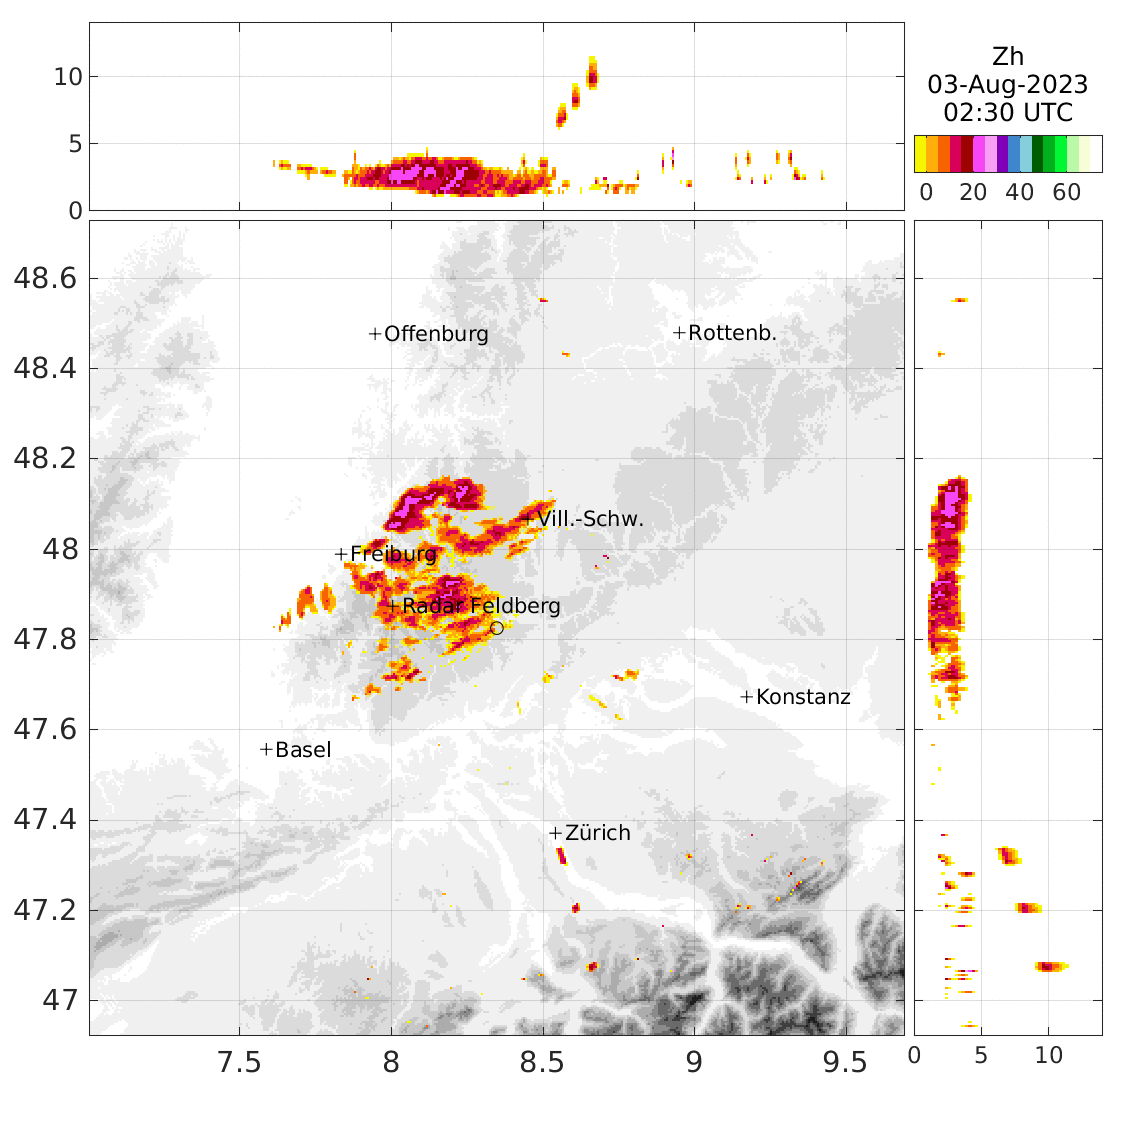 Zh
03-Aug-2023
02:30 UTC
0 20 40 60
10
5
0
48.6
48.4
48.2
48
47.8
47.6
47.4
47.2
47
+Offenburg
+Rottenb.
+Vill.-Schw.
+Freiburg
+Radar Feldberg
+Konstanz
+Basel
+Zürich
7.5 8 8.5 9 9.5
0 5 10